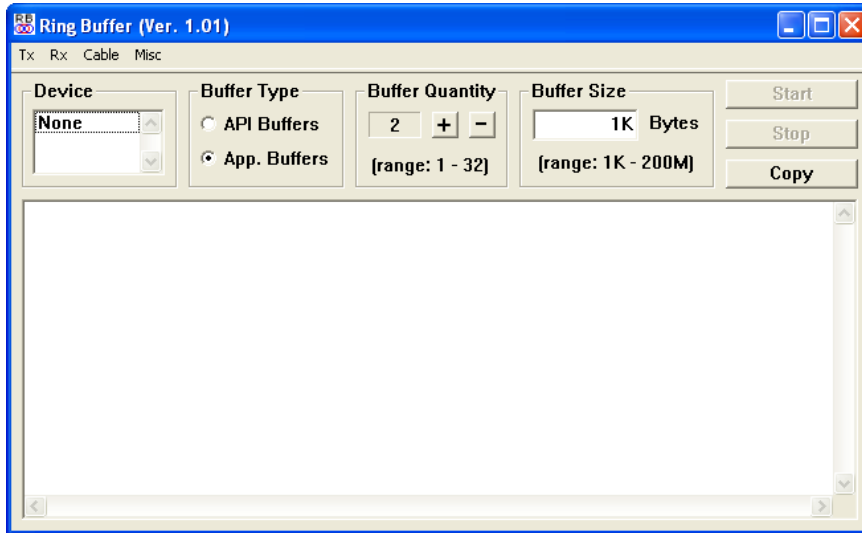 RB Ring Buffer (Ver. 1.01)
Tx Rx Cable Misc
Device
None
Buffer Type
API Buffers
App. Buffers
Buffer Quantity
2 + −
(range: 1 - 32)
Buffer Size
1K Bytes
(range: 1K - 200M)
Start
Stop
Copy